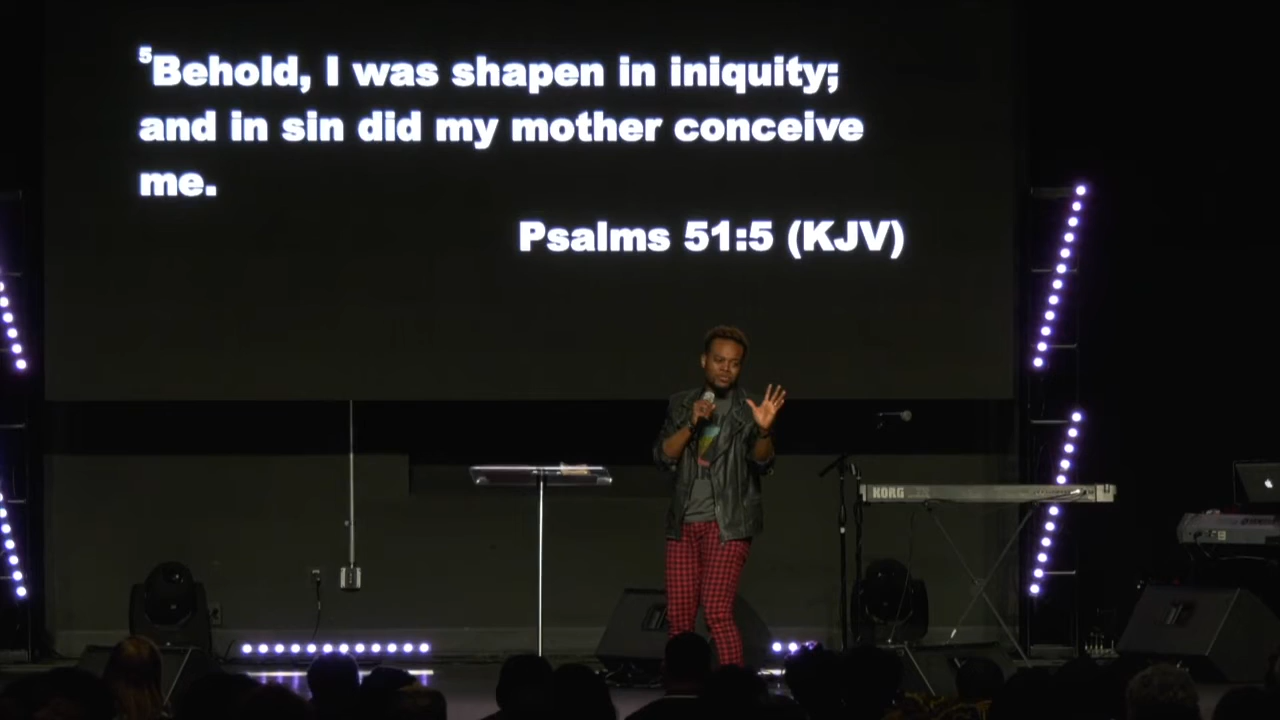 ⁵Behold, I was shapen in iniquity;
and in sin did my mother conceive
me.
Psalms 51:5 (KJV)
KORG